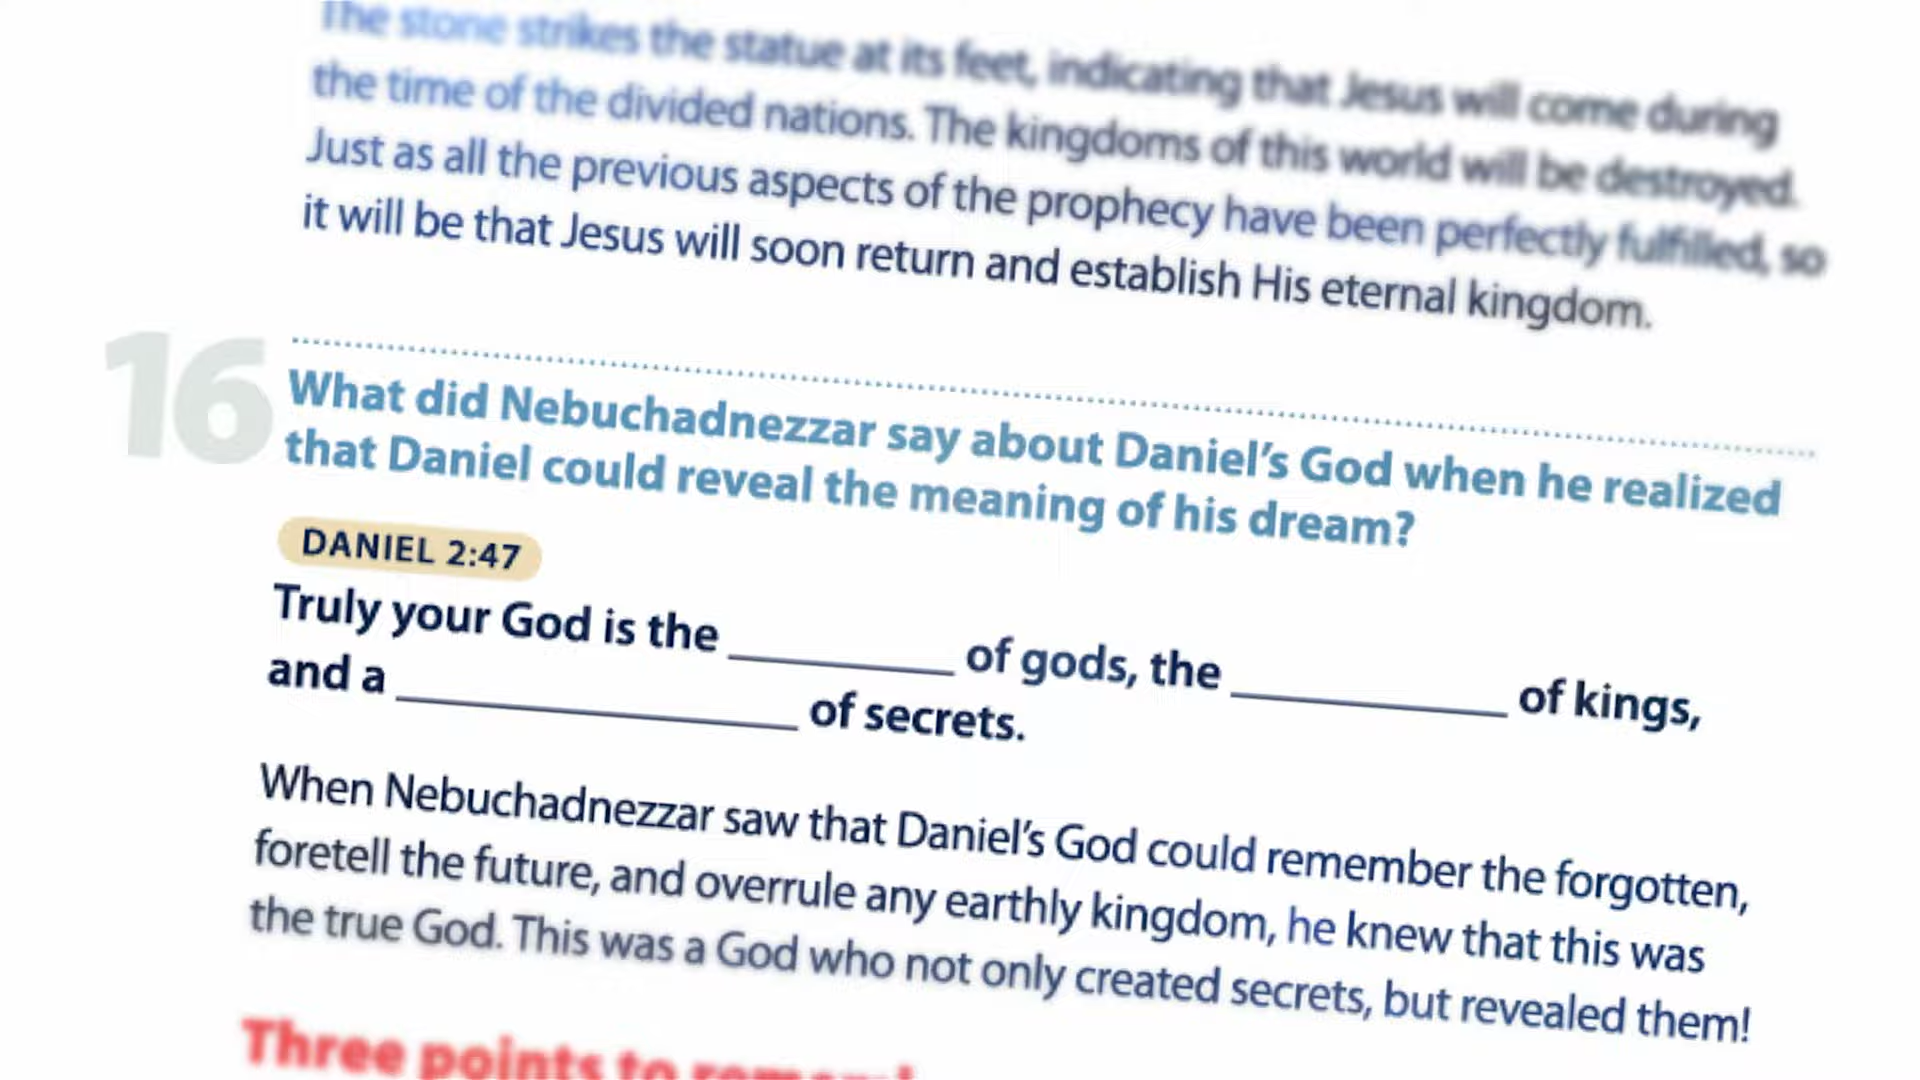 The stone strikes the statue at its feet, indicating that Jesus will come during
the time of the divided nations. The kingdoms of this world will be destroyed.
Just as all the previous aspects of the prophecy have been perfectly fulfilled, so
it will be that Jesus will soon return and establish His eternal kingdom.
16
What did Nebuchadnezzar say about Daniel's God when he realized
that Daniel could reveal the meaning of his dream?
DANIEL 2:47
Truly your God is the ________ of gods, the ________ of kings,
and a ________ of secrets.
When Nebuchadnezzar saw that Daniel's God could remember the forgotten,
foretell the future, and overrule any earthly kingdom, he knew that this was
the true God. This was a God who not only created secrets, but revealed them!
Three points to